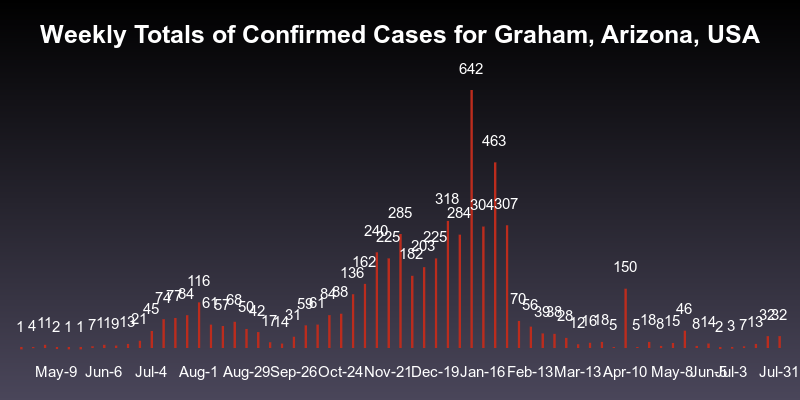 Weekly Totals of Confirmed Cases for Graham, Arizona, USA
1 4 11 2 1 1 7 11 9 13 21 45 74 77 84 116 61 57 68 50 42 17 14 31 59 61 84 88 136 162 240 225 285 182 203 225 318 284 642 304 463 307 70 56 39 38 28 12 16 18 5 150 5 18 8 15 46 8 14 2 3 7 13 32 32
May-9 Jun-6 Jul-4 Aug-1 Aug-29 Sep-26 Oct-24 Nov-21 Dec-19 Jan-16 Feb-13 Mar-13 Apr-10 May-8 Jun-5 Jul-3 Jul-31